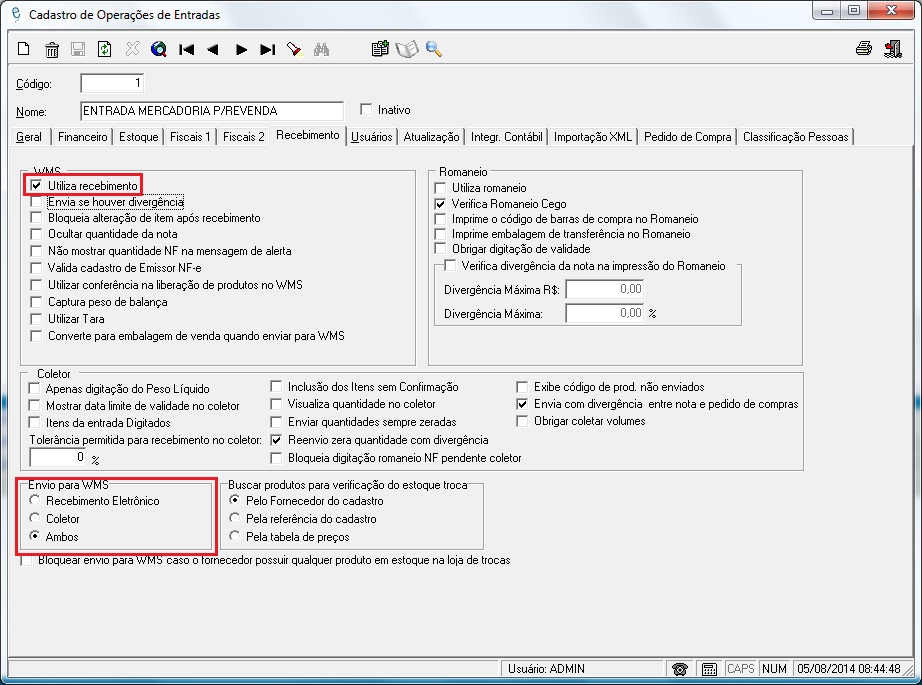 Cadastro de Operações de Entradas
Código: 1
Nome: ENTRADA MERCADORIA P/REVENDA Inativo
Geral Financeiro Estoque Fiscais 1 Fiscais 2 Recebimento Usuários Atualização Integr. Contábil Importação XML Pedido de Compra Classificação Pessoas
WMS
Utiliza recebimento
Envia se houver divergência
Bloqueia alteração de item após recebimento
Ocultar quantidade da nota
Não mostrar quantidade NF na mensagem de alerta
Valida cadastro de Emissor NF-e
Utilizar conferência na liberação de produtos no WMS
Captura peso de balança
Utilizar Tara
Converte para embalagem de venda quando enviar para WMS
Romaneio
Utiliza romaneio
Verifica Romaneio Cego
Imprime o código de barras de compra no Romaneio
Imprime embalagem de transferência no Romaneio
Obrigar digitação de validade
Verifica divergência da nota na impressão do Romaneio
Divergência Máxima R$: 0,00
Divergência Máxima: 0,00 %
Coletor
Apenas digitação do Peso Líquido
Mostrar data limite de validade no coletor
Itens da entrada Digitados
Tolerância permitida para recebimento no coletor:
0 %
Inclusão dos Itens sem Confirmação
Visualiza quantidade no coletor
Enviar quantidades sempre zeradas
Reenvio zera quantidade com divergência
Bloqueia digitação romaneio NF pendente coletor
Exibe código de prod. não enviados
Envia com divergência entre nota e pedido de compras
Obrigar coletar volumes
Envio para WMS
Recebimento Eletrônico
Coletor
Ambos
Buscar produtos para verificação do estoque troca
Pelo Fornecedor do cadastro
Pela referência do cadastro
Pela tabela de preços
Bloquear envio para WMS caso o fornecedor possuir qualquer produto em estoque na loja de trocas
Usuário: ADMIN CAPS NUM 05/08/2014 08:44:48